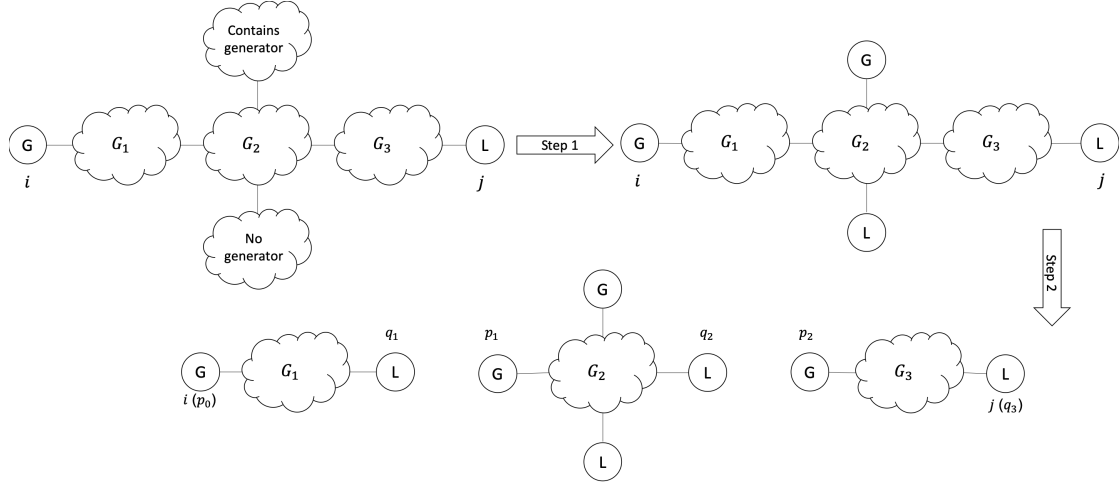 Contains
generator
G
G₁
G₂
G₃
L
i
j
No
generator
Step 1
G
G
G₁
G₂
G₃
L
i
j
L
Step 2
G
q₁
p₁
q₂
p₂
G
G₁
L
G
G₂
L
G
G₃
L
i (p₀)
j (q₃)
L